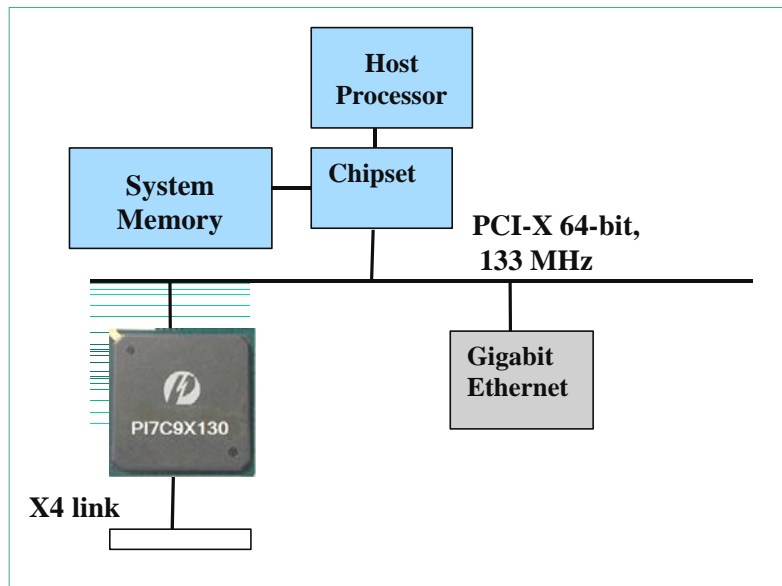 Host
Processor
System
Memory
Chipset
PCI-X 64-bit,
133 MHz
Gigabit
Ethernet
PI7C9X130
X4 link